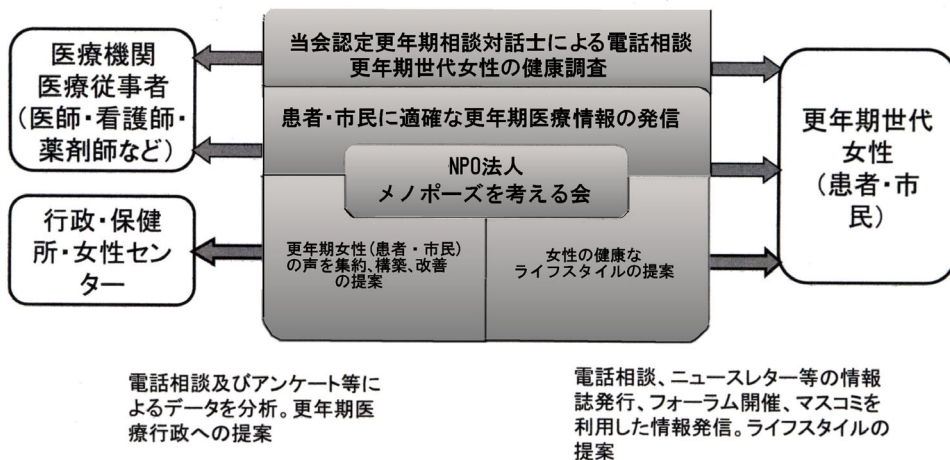 医療機関
医療従事者
(医師・看護師・
薬剤師など)
行政・保健
所・女性セン
ター
当会認定更年期相談対話士による電話相談
更年期世代女性の健康調査
患者・市民に適確な更年期医療情報の発信
NPO法人
メノポーズを考える会
更年期女性(患者・市民)
の声を集約、構築、改善
の提案
女性の健康な
ライフスタイルの提案
更年期世代
女性
(患者・市
民)
電話相談及びアンケート等に
よるデータを分析。更年期医
療行政への提案
電話相談、ニュースレター等の情報
誌発行、フォーラム開催、マスコミを
利用した情報発信。ライフスタイルの
提案